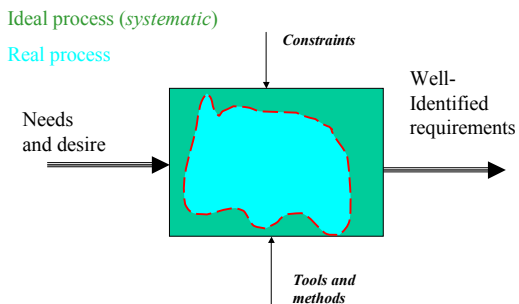 Ideal process (systematic)
Real process
Constraints
Needs
and desire
Well-
Identified
requirements
Tools and
methods